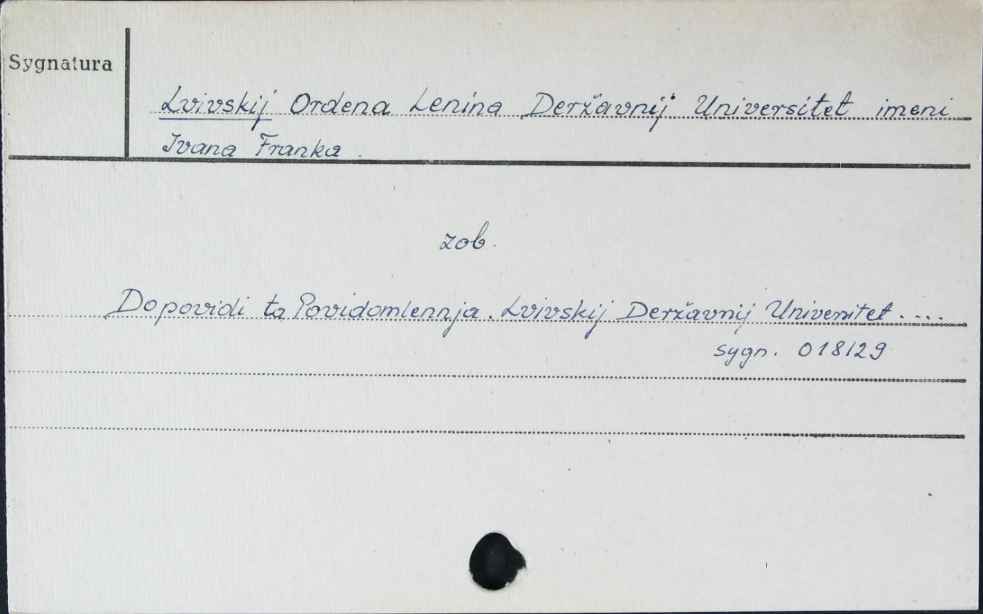 Sygnatura
Lvivskij Ordena Lenina Deržavnij Universitet imeni
Ivana Franka.
zob.
Dopovidi ta Povidomlennja. Lvivskij Deržavnij Universitet....
sygn. 018129